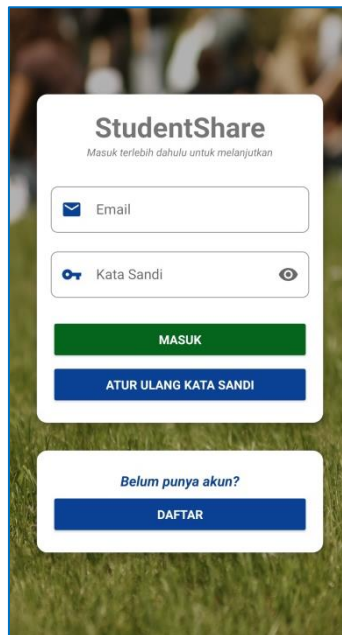 StudentShare
Masuk terlebih dahulu untuk melanjutkan
Email
Kata Sandi
MASUK
ATUR ULANG KATA SANDI
Belum punya akun?
DAFTAR